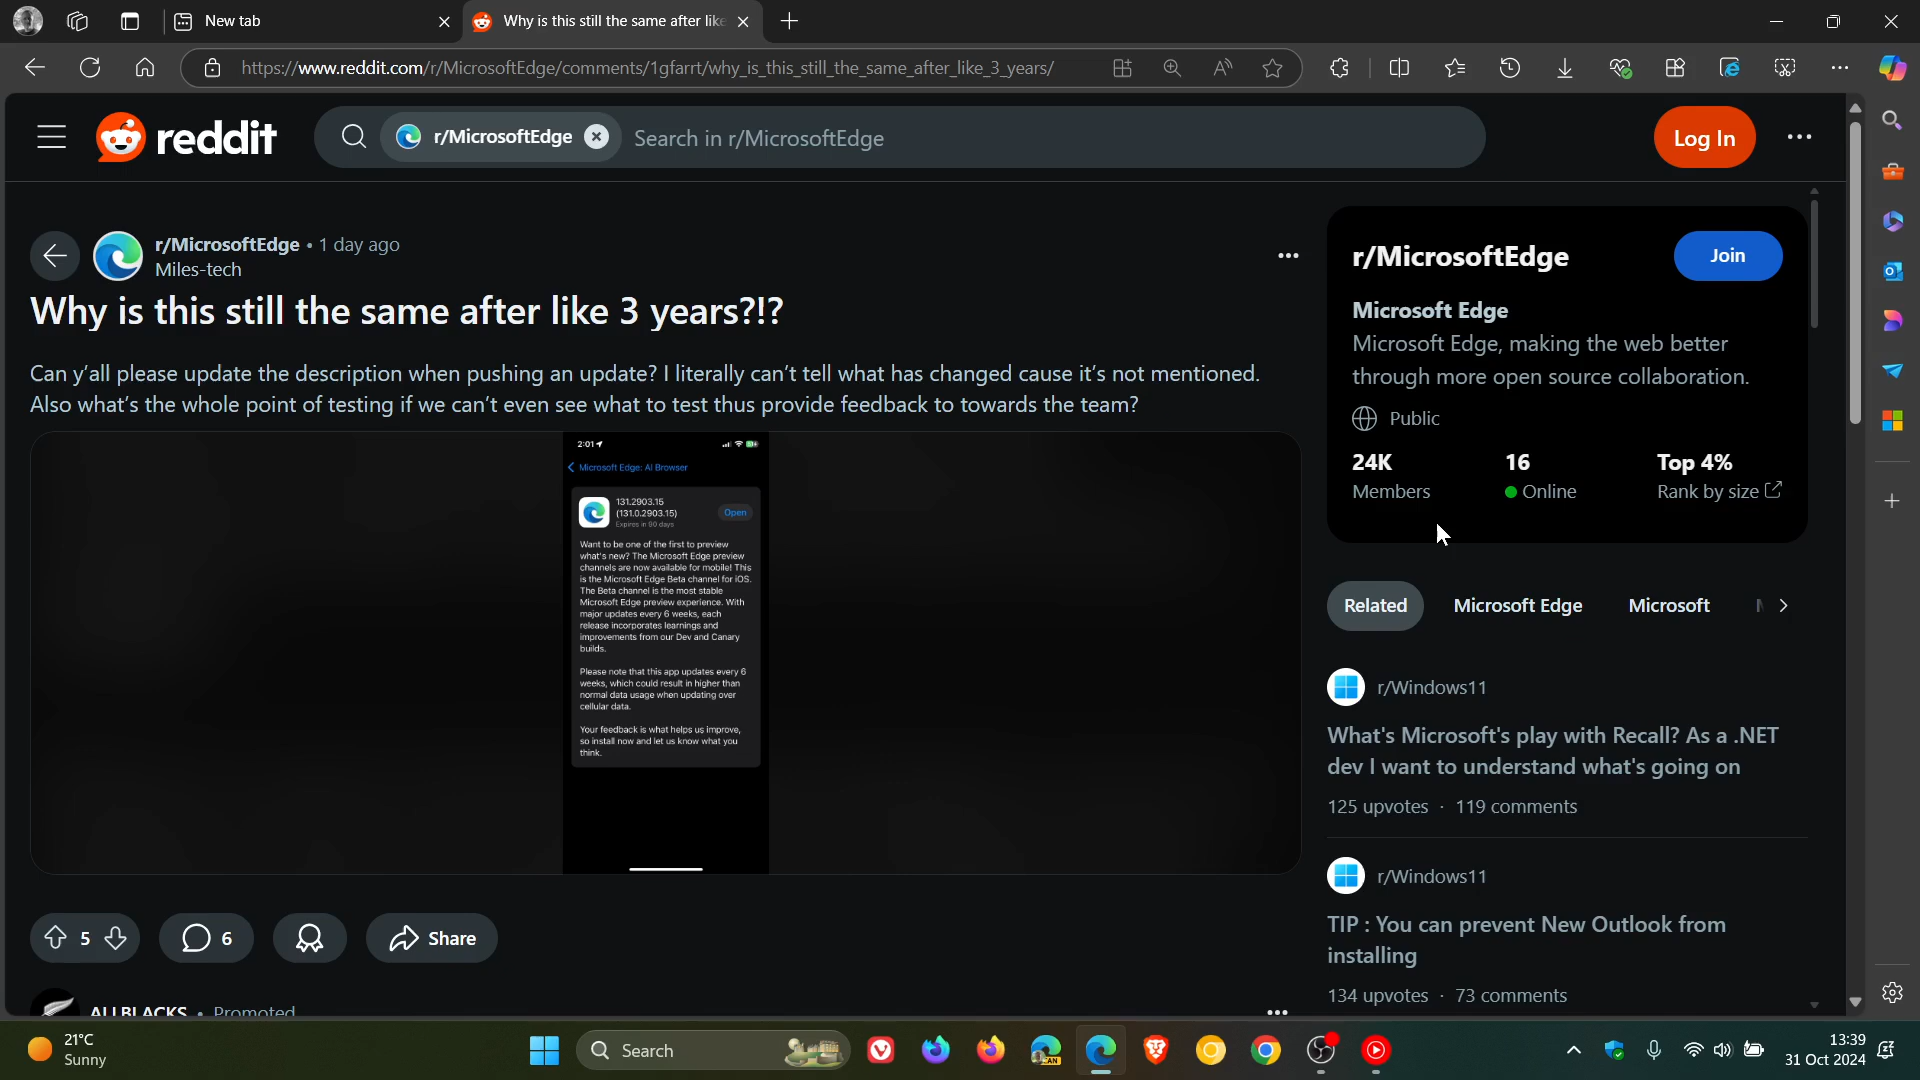 New tab
Why is this still the same after like
https://www.reddit.com/r/MicrosoftEdge/comments/1gfarrt/why_is_this_still_the_same_after_like_3_years/
reddit
r/MicrosoftEdge
Search in r/MicrosoftEdge
Log In
r/MicrosoftEdge • 1 day ago
Miles-tech
Why is this still the same after like 3 years?!?
Can y'all please update the description when pushing an update? I literally can't tell what has changed cause it's not mentioned.
Also what's the whole point of testing if we can't even see what to test thus provide feedback to towards the team?
2:01
Microsoft Edge: AI Browser
131.2903.15
(131.0.2903.15)
Expires in 90 days
Open
Want to be one of the first to preview
what's new? The Microsoft Edge preview
channels are now available for mobile! This
is the Microsoft Edge Beta channel for iOS.
The Beta channel is the most stable
Microsoft Edge preview experience. With
major updates every 6 weeks, each
release incorporates learnings and
improvements from our Dev and Canary
builds.
Please note that this app updates every 6
weeks, which could result in higher than
normal data usage when updating over
cellular data.
Your feedback is what helps us improve,
so install now and let us know what you
think.
5
6
Share
ALLBLACKS • Promoted
r/MicrosoftEdge
Join
Microsoft Edge
Microsoft Edge, making the web better
through more open source collaboration.
Public
24K
Members
16
Online
Top 4%
Rank by size
Related
Microsoft Edge
Microsoft
r/Windows11
What's Microsoft's play with Recall? As a .NET
dev I want to understand what's going on
125 upvotes · 119 comments
r/Windows11
TIP : You can prevent New Outlook from
installing
134 upvotes · 73 comments
21°C
Sunny
Search
CAN
13:39
31 Oct 2024